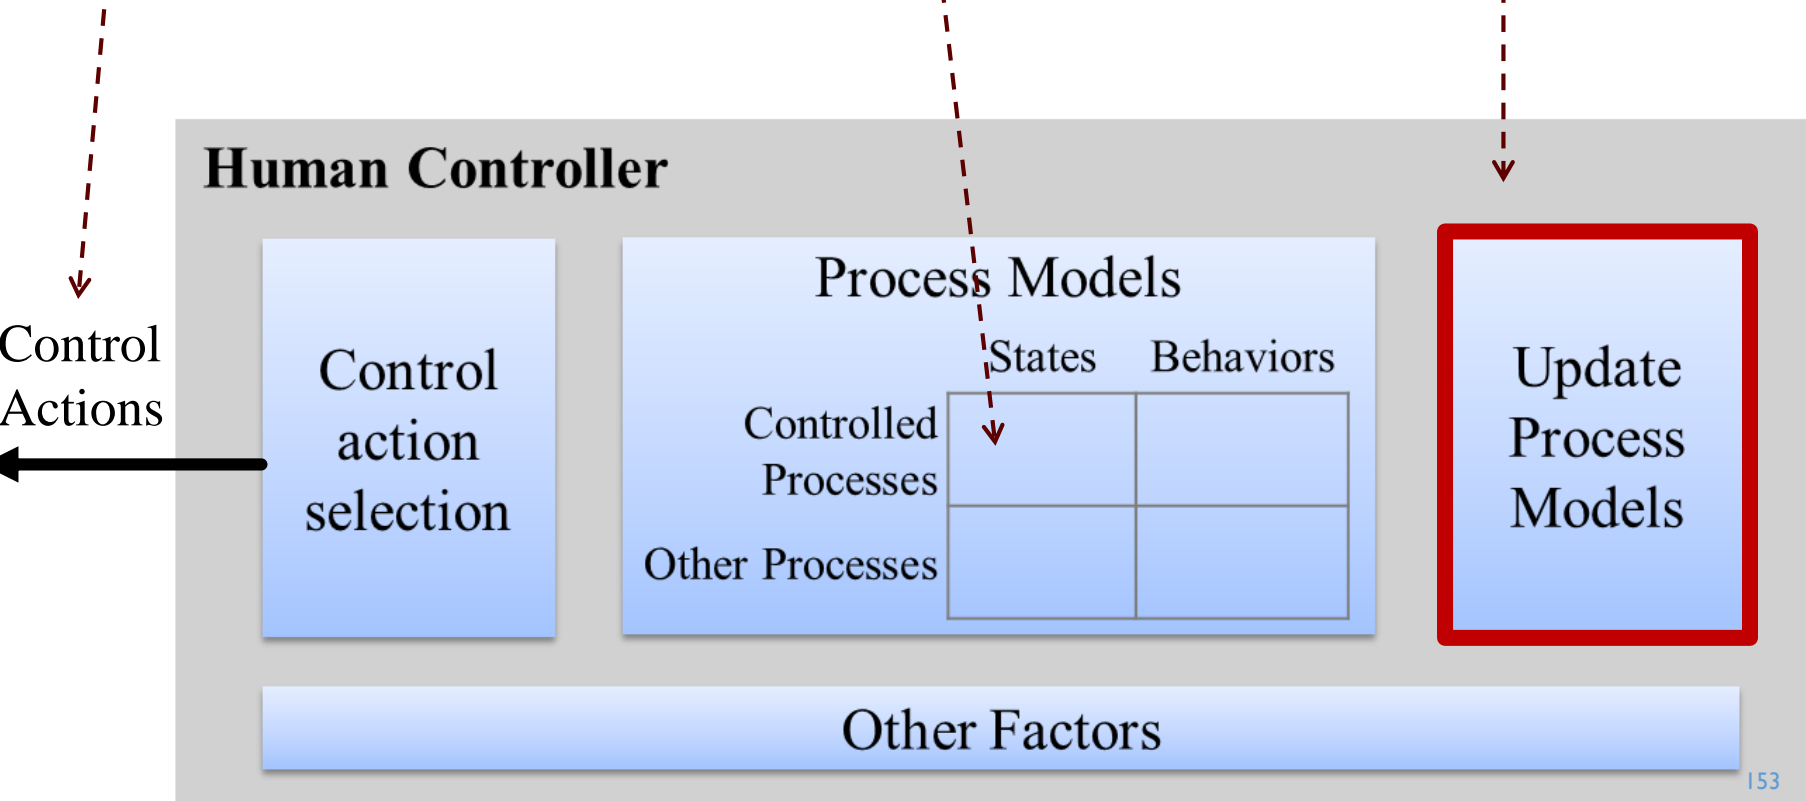 Human Controller
Control
Actions
Control
action
selection
Process Models
States Behaviors
Controlled
Processes
Other Processes
Update
Process
Models
Other Factors
153